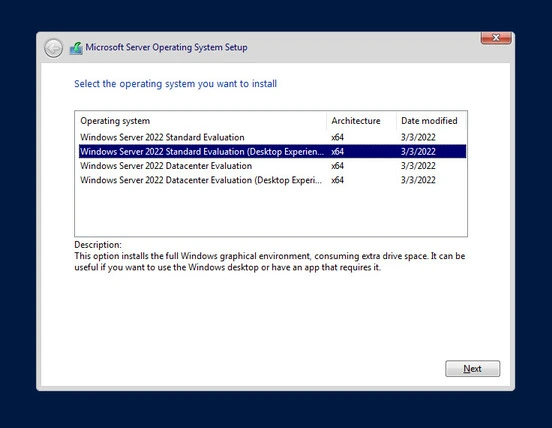 Microsoft Server Operating System Setup
Select the operating system you want to install
Operating system Architecture Date modified
Windows Server 2022 Standard Evaluation x64 3/3/2022
Windows Server 2022 Standard Evaluation (Desktop Experien... x64 3/3/2022
Windows Server 2022 Datacenter Evaluation x64 3/3/2022
Windows Server 2022 Datacenter Evaluation (Desktop Experi... x64 3/3/2022
Description:
This option installs the full Windows graphical environment, consuming extra drive space. It can be
useful if you want to use the Windows desktop or have an app that requires it.
Next